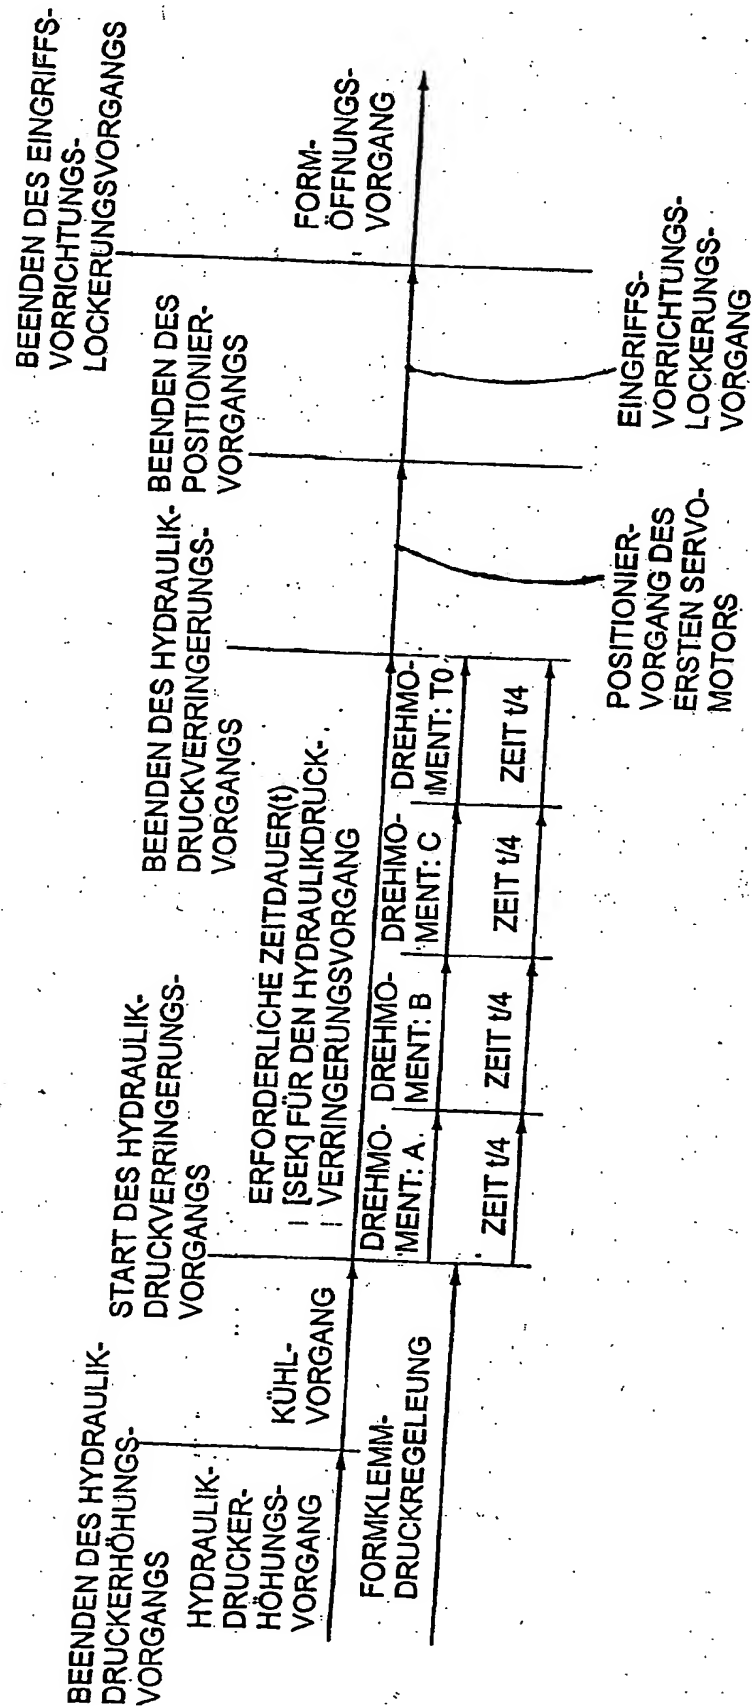 BEENDEN DES HYDRAULIK-
DRUCKERHÖHUNGS-
VORGANGS
START DES HYDRAULIK-
DRUCKVERRINGERUNGS-
VORGANGS
BEENDEN DES HYDRAULIK-
DRUCKVERRINGERUNGS-
VORGANGS
BEENDEN DES
POSITIONIER-
VORGANGS
BEENDEN DES EINGRIFFS-
VORRICHTUNGS-
LOCKERUNGSVORGANGS
HYDRAULIK-
DRUCKER-
HÖHUNGS-
VORGANG
KÜHL-
VORGANG
ERFORDERLICHE ZEITDAUER(t)
[SEK] FÜR DEN HYDRAULIKDRUCK-
VERRINGERUNGSVORGANG
FORM-
ÖFFNUNGS-
VORGANG
FORMKLEMM-
DRUCKREGELEUNG
DREHMO-
MENT: A
DREHMO-
MENT: B
DREHMO-
MENT: C
DREHMO-
MENT: T0
ZEIT t/4
ZEIT t/4
ZEIT t/4
ZEIT t/4
POSITIONIER-
VORGANG DES
ERSTEN SERVO-
MOTORS
EINGRIFFS-
VORRICHTUNGS-
LOCKERUNGS-
VORGANG